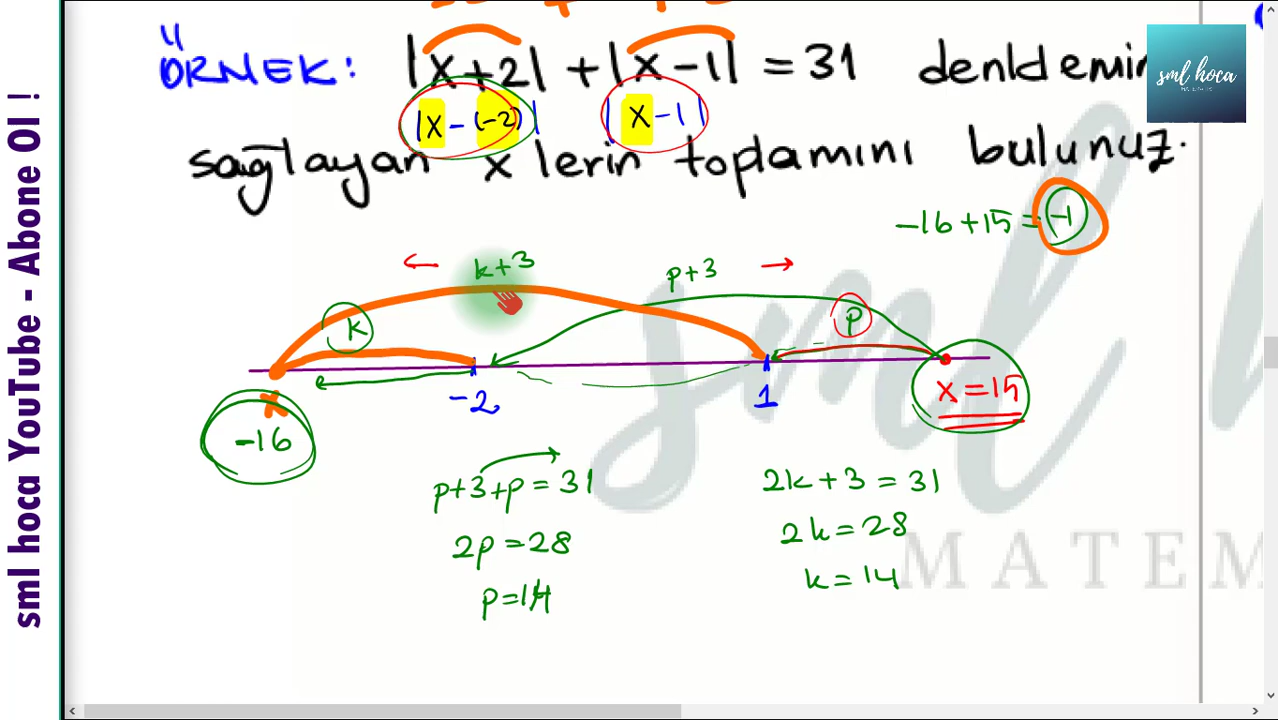 ÖRNEK: |x+2| + |x-1| = 31 denklemini
|x-(-2)| |x-1|
sağlayan x lerin toplamını bulunuz.
-16+15=-1
k+3 p+3
k p
-2 1 x=15
x
-16
p+3+p=31 2k+3=31
2p=28 2k=28
p=14 k=14
sml hoca YouTube - Abone Ol !
sml hoca
MATEM